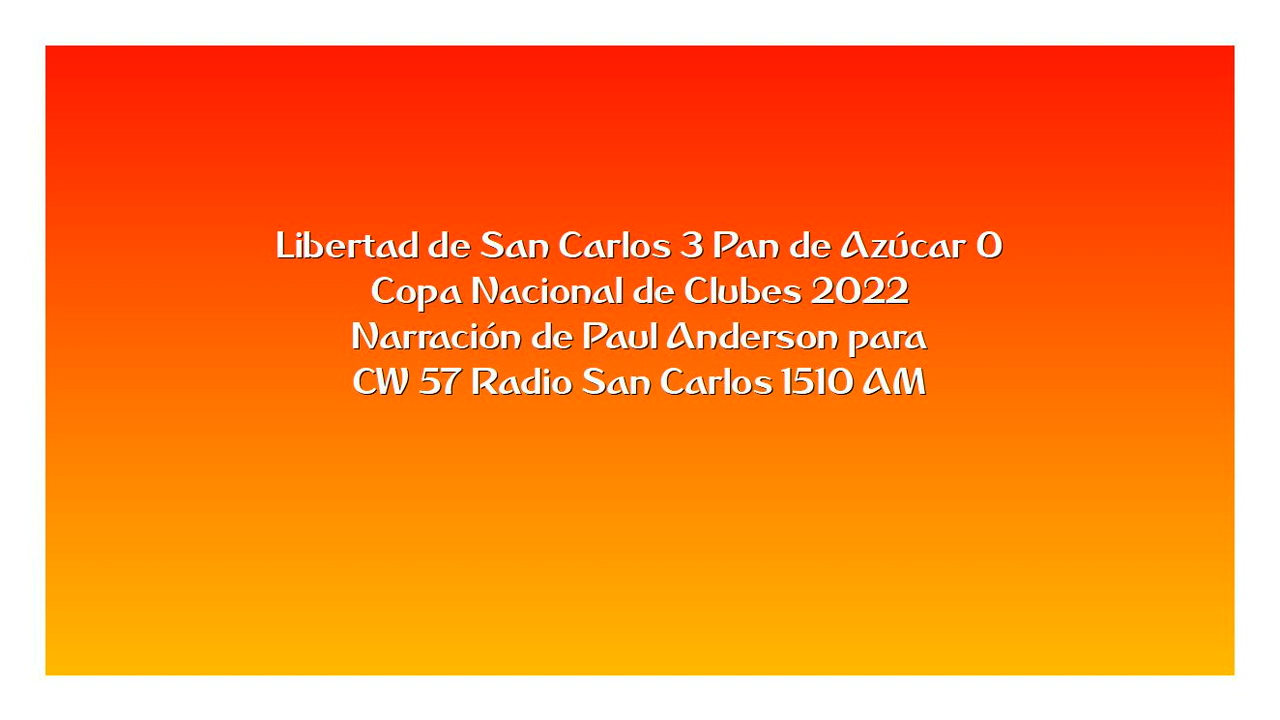 Libertad de San Carlos 3 Pan de Azúcar 0
Copa Nacional de Clubes 2022
Narración de Paul Anderson para
CW 57 Radio San Carlos 1510 AM